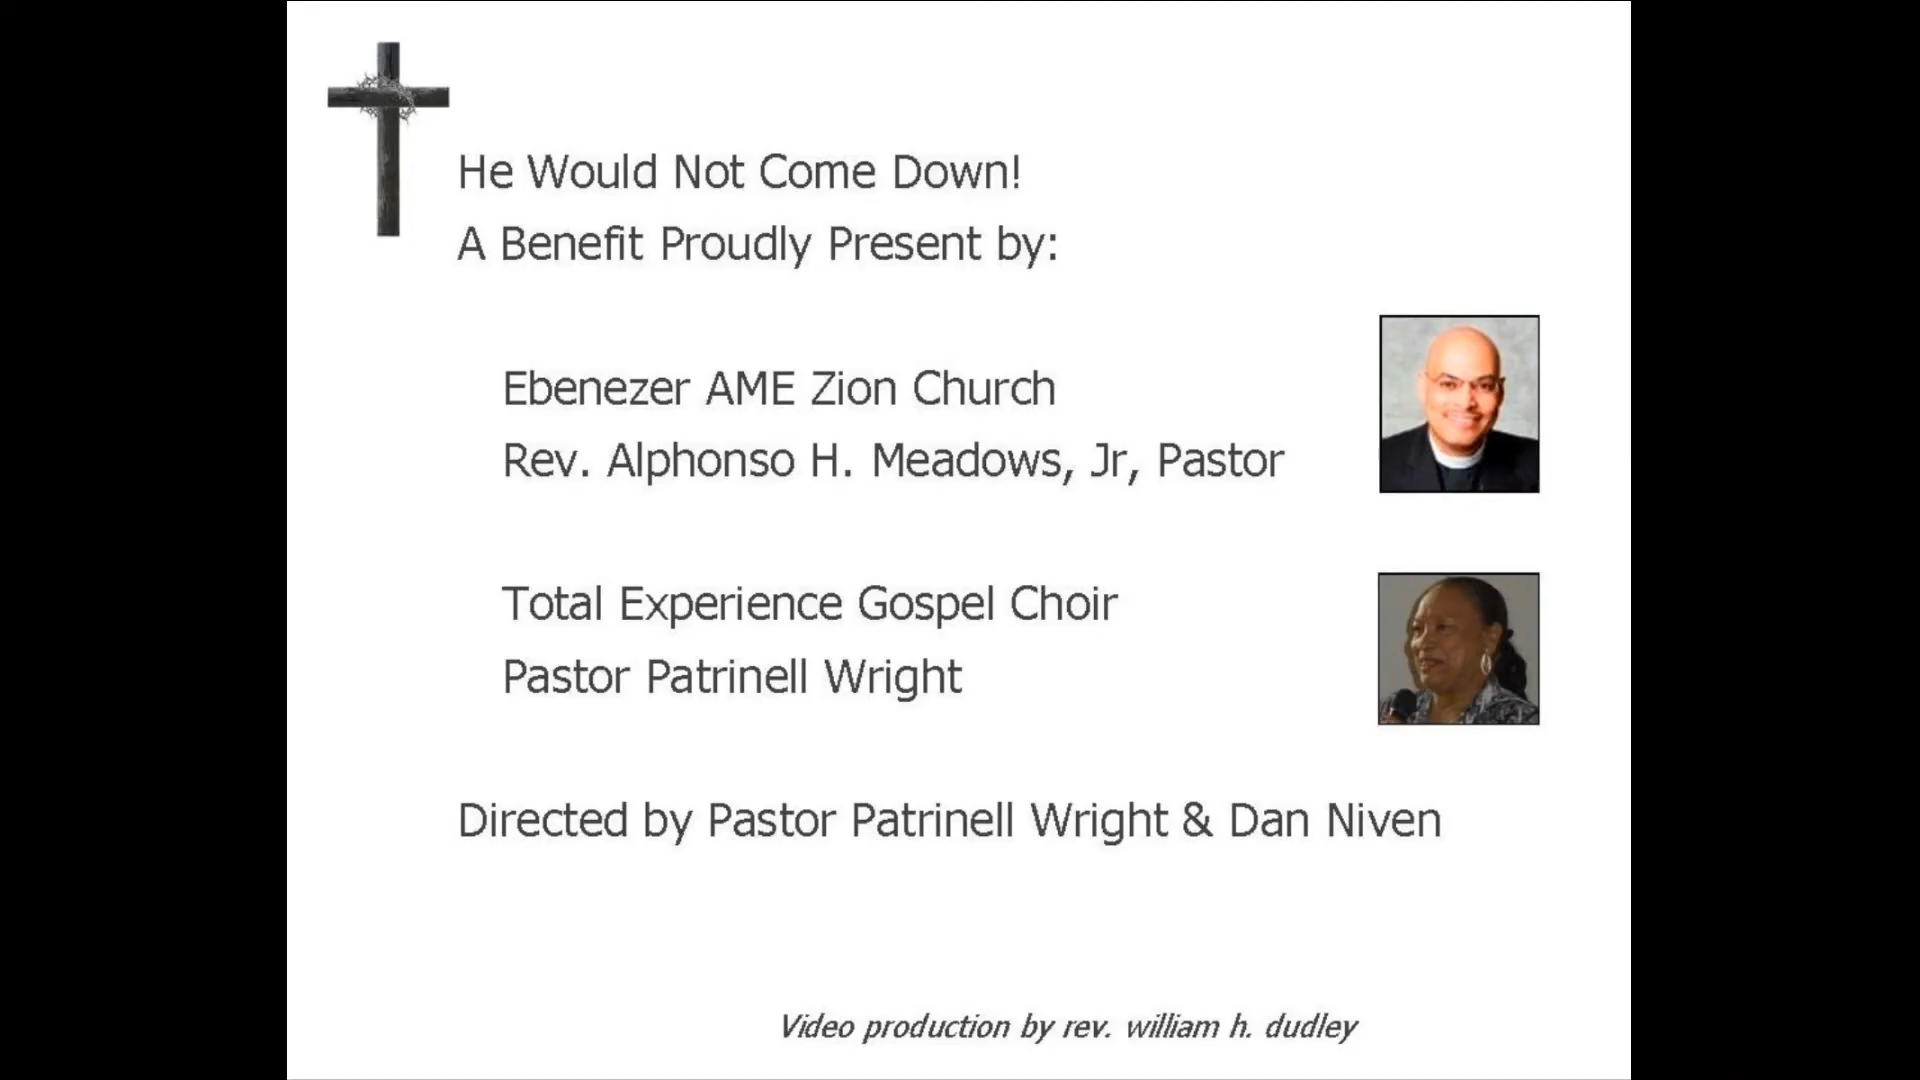 He Would Not Come Down!
A Benefit Proudly Present by:
Ebenezer AME Zion Church
Rev. Alphonso H. Meadows, Jr, Pastor
Total Experience Gospel Choir
Pastor Patrinell Wright
Directed by Pastor Patrinell Wright & Dan Niven
Video production by rev. william h. dudley